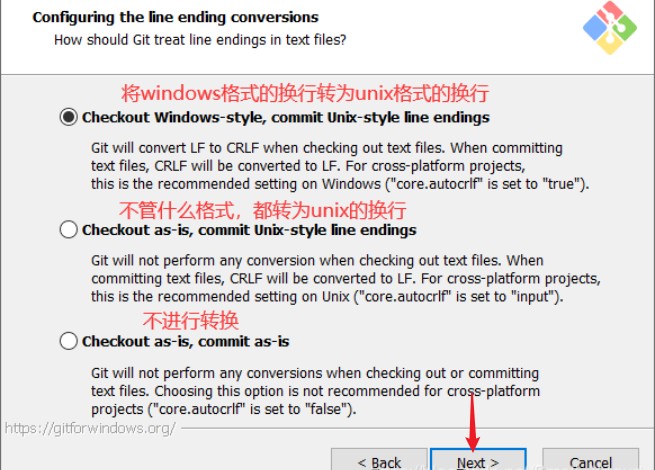 Configuring the line ending conversions
How should Git treat line endings in text files?
将windows格式的换行转为unix格式的换行
Checkout Windows-style, commit Unix-style line endings
Git will convert LF to CRLF when checking out text files. When committing
text files, CRLF will be converted to LF. For cross-platform projects,
this is the recommended setting on Windows ("core.autocrlf" is set to "true").
不管什么格式，都转为unix的换行
Checkout as-is, commit Unix-style line endings
Git will not perform any conversion when checking out text files. When
committing text files, CRLF will be converted to LF. For cross-platform projects,
this is the recommended setting on Unix ("core.autocrlf" is set to "input").
不进行转换
Checkout as-is, commit as-is
Git will not perform any conversions when checking out or committing
text files. Choosing this option is not recommended for cross-platform
projects ("core.autocrlf" is set to "false").
https://gitforwindows.org/
< Back
Next >
Cancel